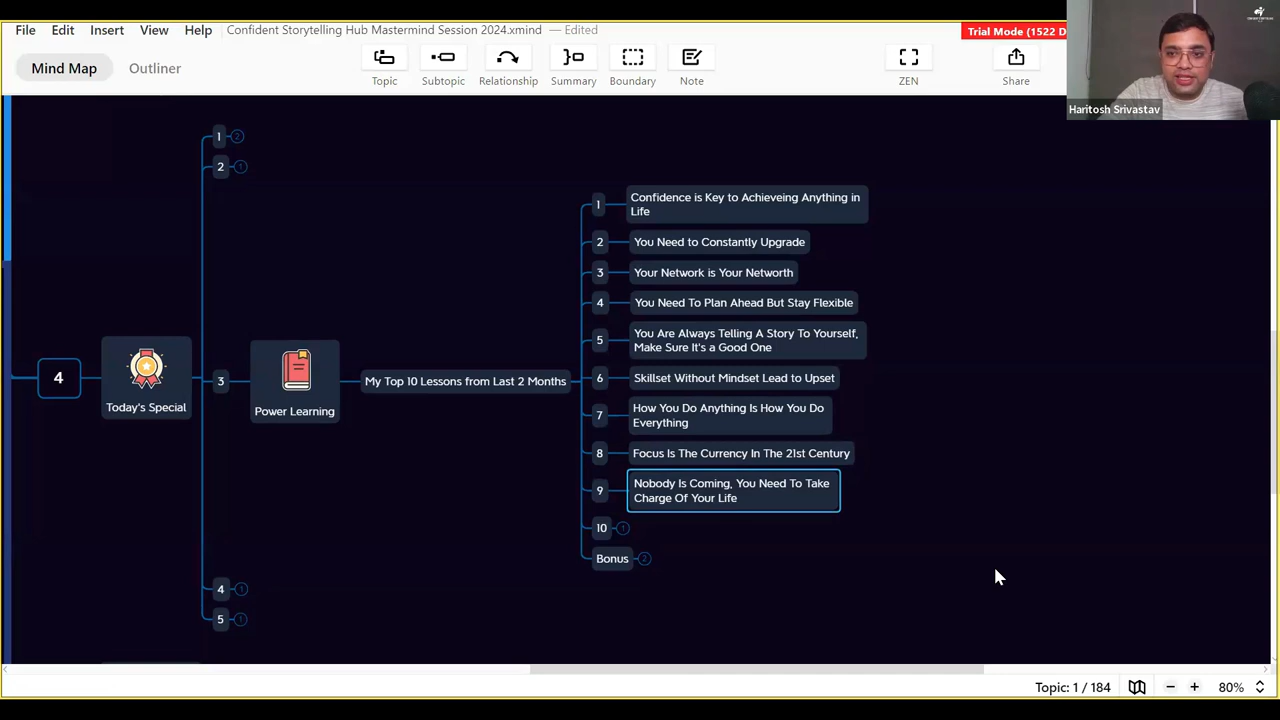 File Edit Insert View Help Confident Storytelling Hub Mastermind Session 2024.xmind — Edited
Trial Mode (1522 D
Mind Map Outliner
Topic Subtopic Relationship Summary Boundary Note ZEN Share
Haritosh Srivastav
1 2
2 1
1 Confidence is Key to Achieveing Anything in
Life
2 You Need to Constantly Upgrade
3 Your Network is Your Networth
4 You Need To Plan Ahead But Stay Flexible
5 You Are Always Telling A Story To Yourself,
Make Sure It's a Good One
4 Today's Special 3 Power Learning My Top 10 Lessons from Last 2 Months
6 Skillset Without Mindset Lead to Upset
7 How You Do Anything Is How You Do
Everything
8 Focus Is The Currency In The 21st Century
9 Nobody Is Coming, You Need To Take
Charge Of Your Life
10 1
Bonus 2
4 1
5 1
Topic: 1 / 184 80%